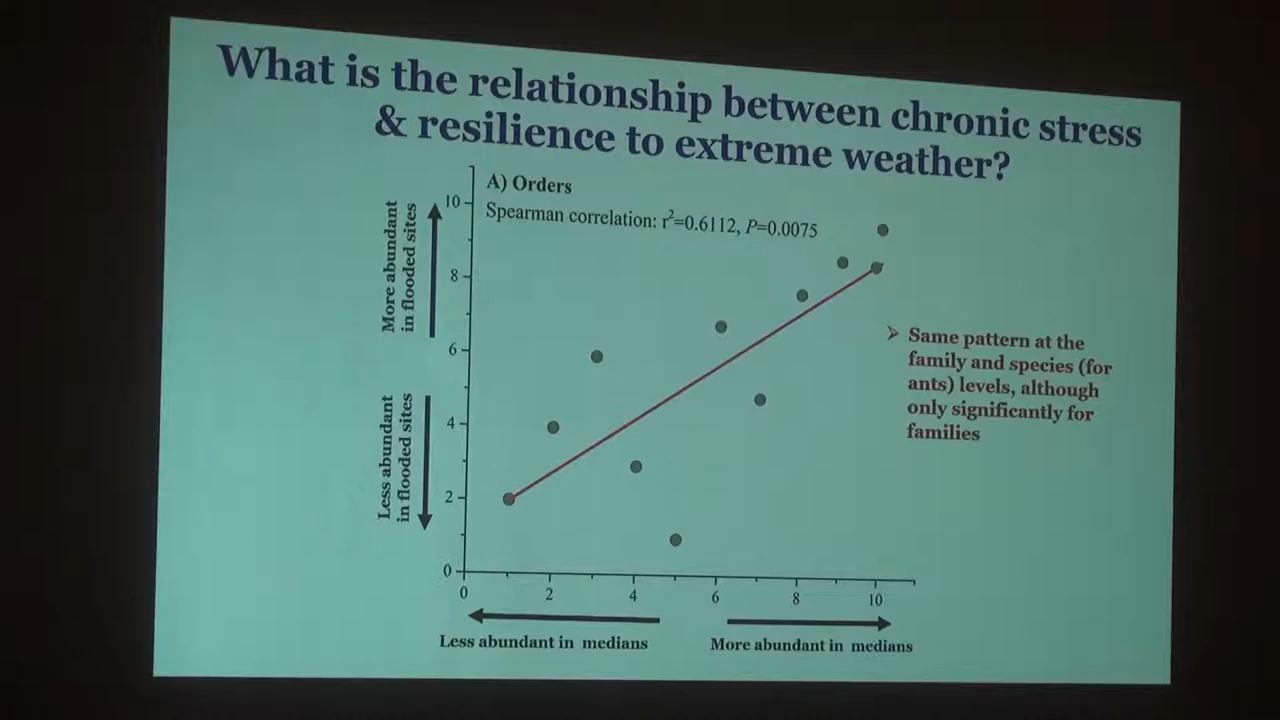 What is the relationship between chronic stress
& resilience to extreme weather?
A) Orders
Spearman correlation: r²=0.6112, P=0.0075
More abundant
in flooded sites
Less abundant
in flooded sites
10
8
6
4
2
0
0 2 4 6 8 10
Less abundant in medians
More abundant in medians
➢ Same pattern at the
family and species (for
ants) levels, although
only significantly for
families